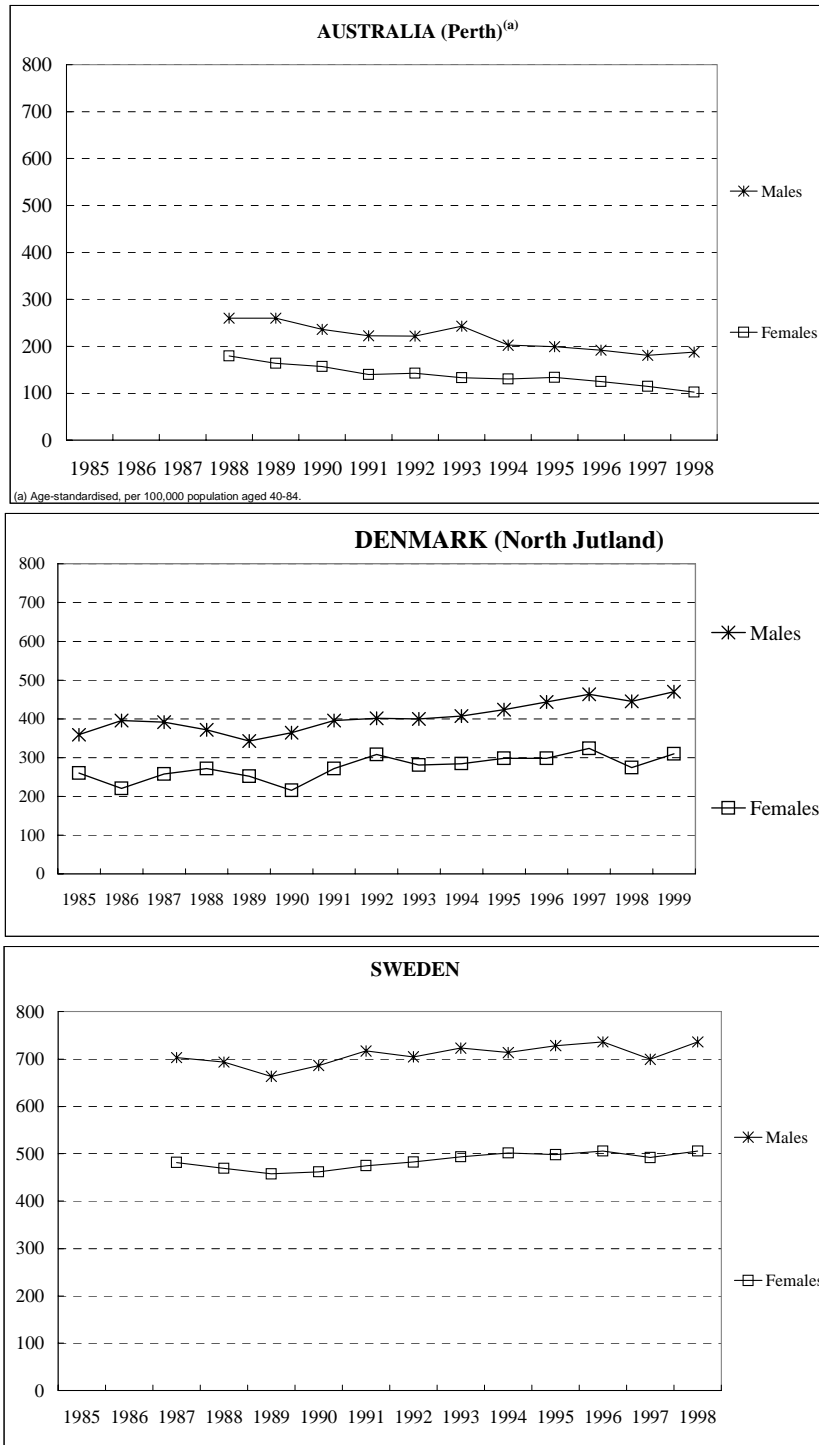 AUSTRALIA (Perth)(a)
800
700
600
500
400
300
200
100
0
1985 1986 1987 1988 1989 1990 1991 1992 1993 1994 1995 1996 1997 1998
Males
Females
(a) Age-standardised, per 100,000 population aged 40-84.
DENMARK (North Jutland)
800
700
600
500
400
300
200
100
0
1985 1986 1987 1988 1989 1990 1991 1992 1993 1994 1995 1996 1997 1998 1999
Males
Females
SWEDEN
800
700
600
500
400
300
200
100
0
1985 1986 1987 1988 1989 1990 1991 1992 1993 1994 1995 1996 1997 1998
Males
Females